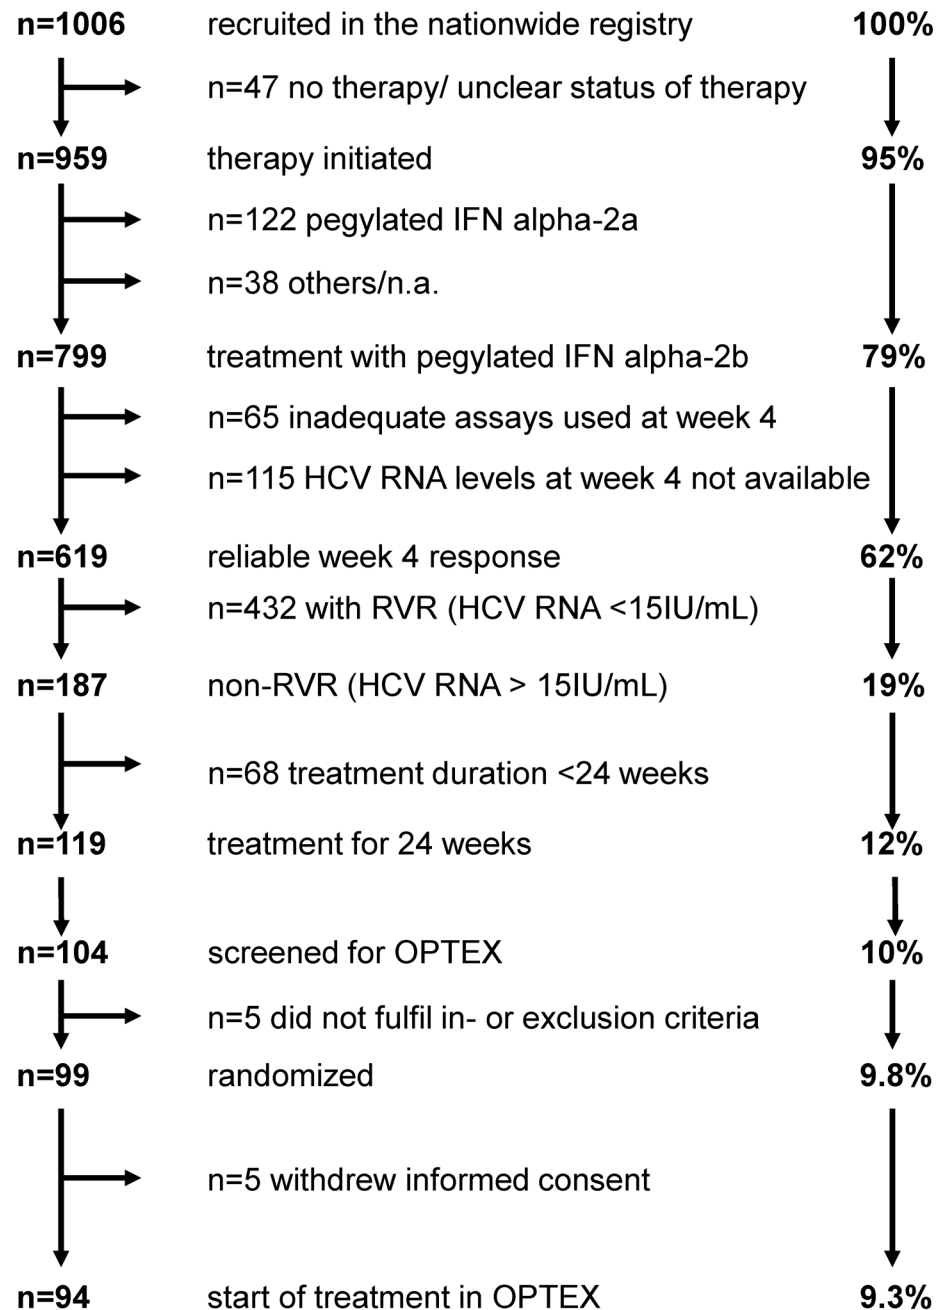 n=1006 recruited in the nationwide registry 100%
n=47 no therapy/ unclear status of therapy
n=959 therapy initiated 95%
n=122 pegylated IFN alpha-2a
n=38 others/n.a.
n=799 treatment with pegylated IFN alpha-2b 79%
n=65 inadequate assays used at week 4
n=115 HCV RNA levels at week 4 not available
n=619 reliable week 4 response 62%
n=432 with RVR (HCV RNA <15IU/mL)
n=187 non-RVR (HCV RNA > 15IU/mL) 19%
n=68 treatment duration <24 weeks
n=119 treatment for 24 weeks 12%
n=104 screened for OPTEX 10%
n=5 did not fulfil in- or exclusion criteria
n=99 randomized 9.8%
n=5 withdrew informed consent
n=94 start of treatment in OPTEX 9.3%